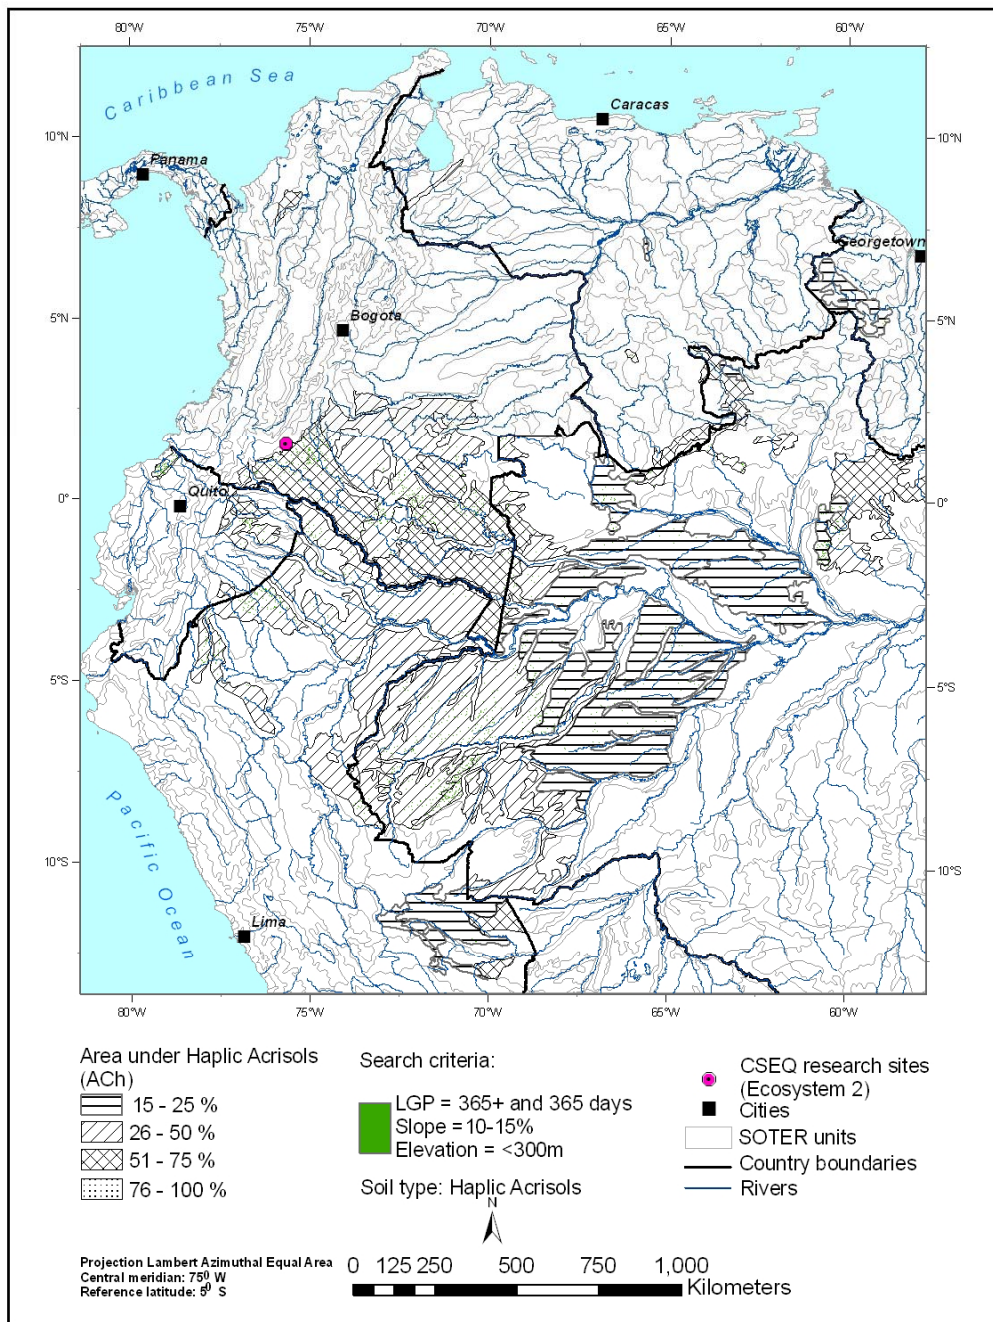 80°W 75°W 70°W 65°W 60°W
Caribbean Sea
Caracas
10°N 10°N
Panama
Georgetown
5°N 5°N
Bogota
0° 0°
Quito
5°S 5°S
Pacific Ocean
10°S 10°S
Lima
80°W 75°W 70°W 65°W 60°W
Area under Haplic Acrisols
(ACh)
15 - 25 %
26 - 50 %
51 - 75 %
76 - 100 %
Search criteria:
LGP = 365+ and 365 days
Slope = 10-15%
Elevation = <300m
Soil type: Haplic Acrisols
CSEQ research sites
(Ecosystem 2)
Cities
SOTER units
Country boundaries
Rivers
N
Projection Lambert Azimuthal Equal Area
Central meridian: 75⁰ W
Reference latitude: 5⁰ S
0 125 250 500 750 1,000
Kilometers